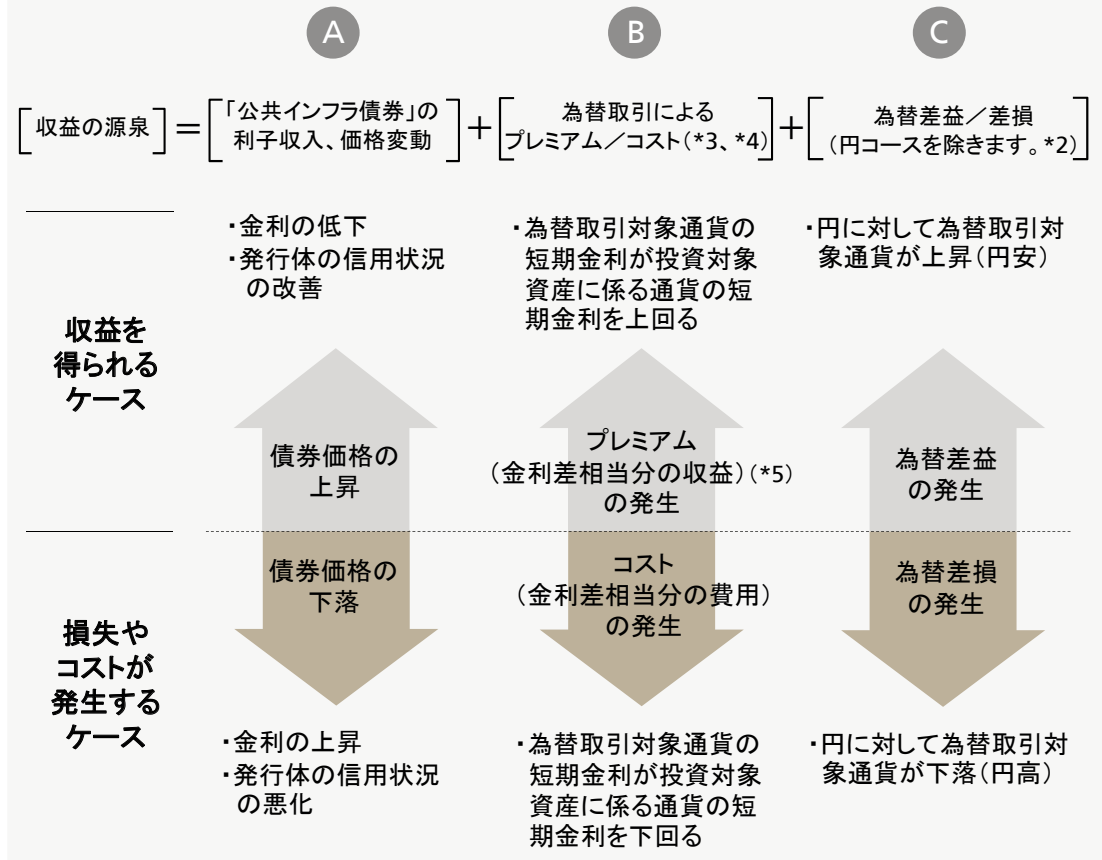 A
B
C
[収益の源泉]=[「公共インフラ債券」の
利子収入、価格変動]+[為替取引による
プレミアム／コスト(*3、*4)]+[為替差益／差損
(円コースを除きます。*2)]
収益を
得られる
ケース
・金利の低下
・発行体の信用状況
の改善
・為替取引対象通貨の
短期金利が投資対象
資産に係る通貨の短
期金利を上回る
・円に対して為替取引対
象通貨が上昇(円安)
債券価格の
上昇
プレミアム
(金利差相当分の収益)(*5)
の発生
為替差益
の発生
損失や
コストが
発生する
ケース
債券価格の
下落
コスト
(金利差相当分の費用)
の発生
為替差損
の発生
・金利の上昇
・発行体の信用状況
の悪化
・為替取引対象通貨の
短期金利が投資対象
資産に係る通貨の短
期金利を下回る
・円に対して為替取引対
象通貨が下落(円高)